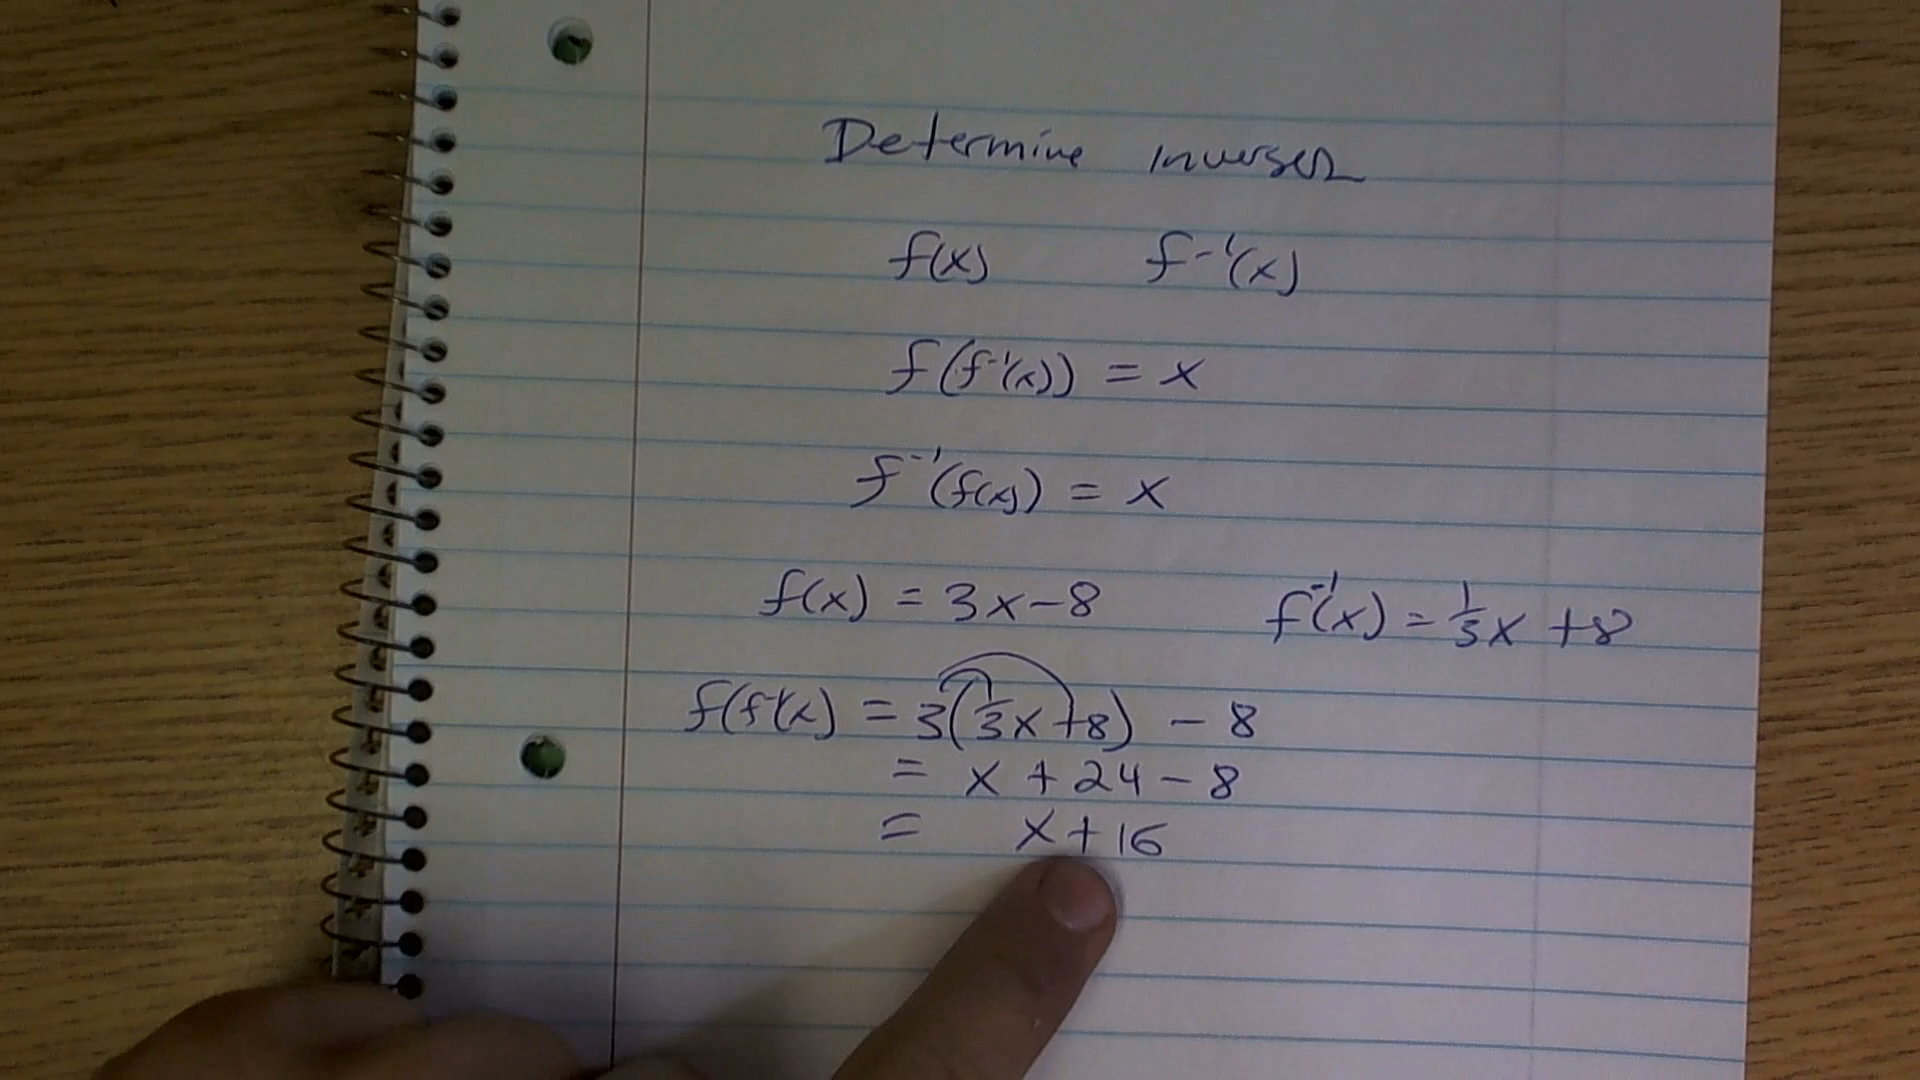 Determine inverses
f(x) f⁻¹(x)
f(f⁻¹(x)) = x
f⁻¹(f(x)) = x
f(x) = 3x-8 f⁻¹(x) = 1/3x +8
f(f⁻¹(x) = 3(1/3x+8) - 8
= x + 24 - 8
= x+16